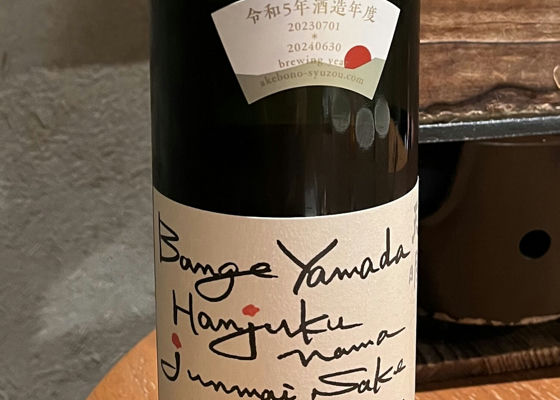 令和5年酒造年度
20230701
*
20240630
brewing year
akebono-syuzou.com
Bange Yamada
Hanjuku
nama
junmai Sake